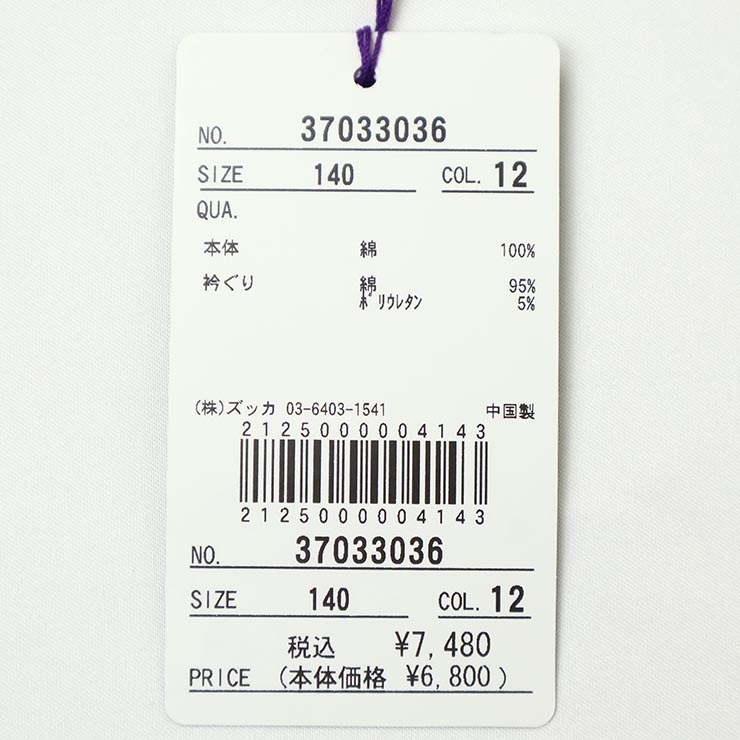 NO. 37033036
SIZE 140 COL. 12
QUA.
本体 綿 100%
衿ぐり 綿 95%
ﾎﾟﾘウレタン 5%
(株)ズッカ 03-6403-1541 中国製
2125000004143
2125000004143
NO. 37033036
SIZE 140 COL. 12
税込 ¥7,480
PRICE (本体価格 ¥6,800)